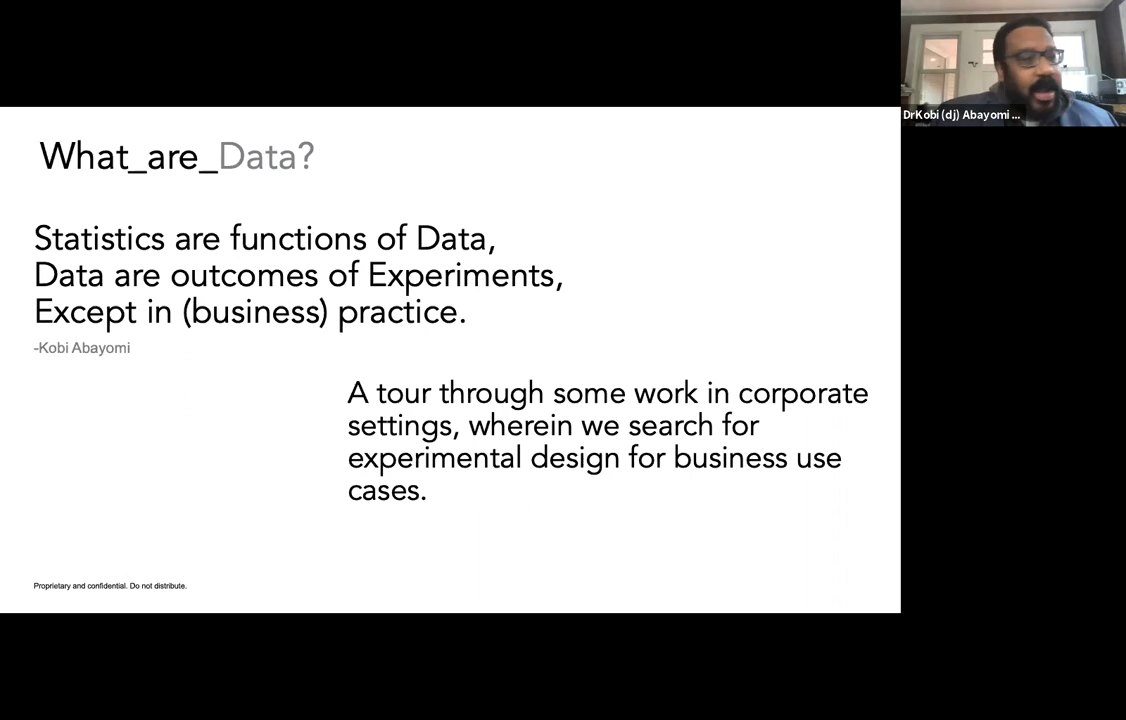 DrKobi (dj) Abayomi ...
What_are_Data?
Statistics are functions of Data,
Data are outcomes of Experiments,
Except in (business) practice.
-Kobi Abayomi
A tour through some work in corporate
settings, wherein we search for
experimental design for business use
cases.
Proprietary and confidential. Do not distribute.